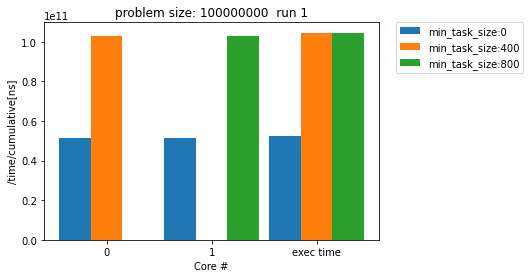 problem size: 100000000  run 1
1e11
1.0
0.8
0.6
0.4
0.2
0.0
/time/cumulative[ns]
0
1
exec time
Core #
min_task_size:0
min_task_size:400
min_task_size:800